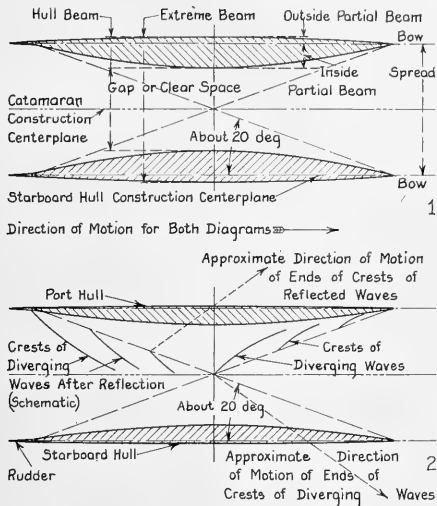 Hull Beam
Extreme Beam
Outside Partial Beam
Bow
Inside
Partial Beam
Spread
Gap or Clear Space
Catamaran
Construction
Centerplane
About 20 deg
Starboard Hull Construction Centerplane
Bow
1
Direction of Motion for Both Diagrams
Approximate Direction of Motion
of Ends of Crests of
Reflected Waves
Port Hull
Crests of
Diverging
Waves After Reflection
(Schematic)
Crests of
Diverging Waves
About 20 deg
Starboard Hull
Rudder
Approximate Direction
of Motion of Ends of
Crests of Diverging Waves
2